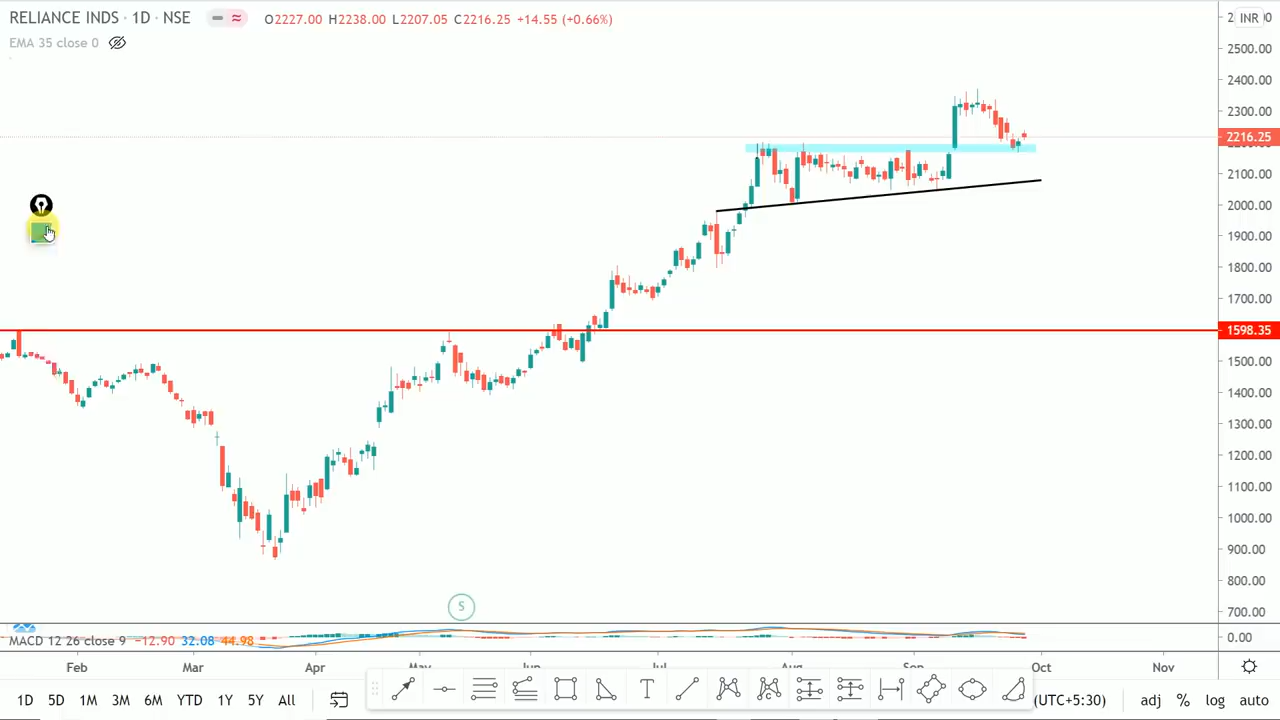 RELIANCE INDS · 1D · NSE O2227.00 H2238.00 L2207.05 C2216.25 +14.55 (+0.66%)
INR
EMA 35 close 0
2500.00
2400.00
2300.00
2216.25
2100.00
2000.00
1900.00
1800.00
1700.00
1598.35
1500.00
1400.00
1300.00
1200.00
1100.00
1000.00
900.00
800.00
700.00
S
MACD 12 26 close 9 −12.90 32.08 44.98
0.00
Feb Mar Apr May Jun Jul Aug Sep Oct Nov
1D 5D 1M 3M 6M YTD 1Y 5Y All T (UTC+5:30) adj % log auto